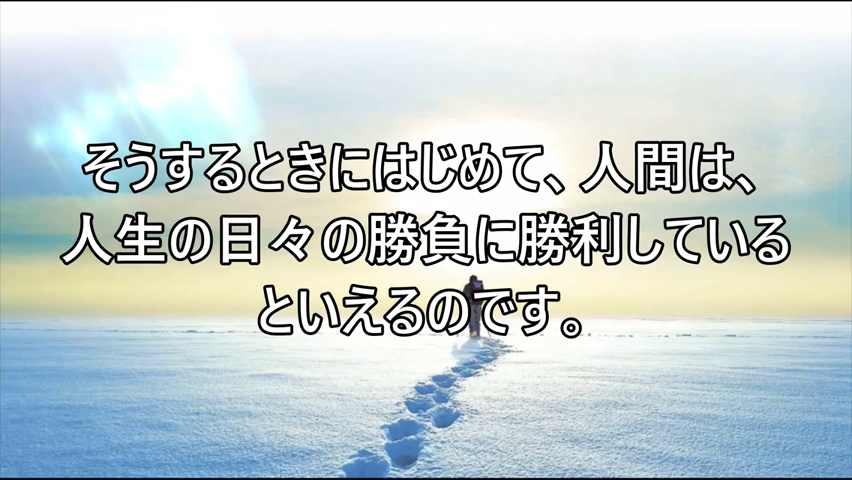 そうするときにはじめて、人間は、
人生の日々の勝負に勝利している
といえるのです。